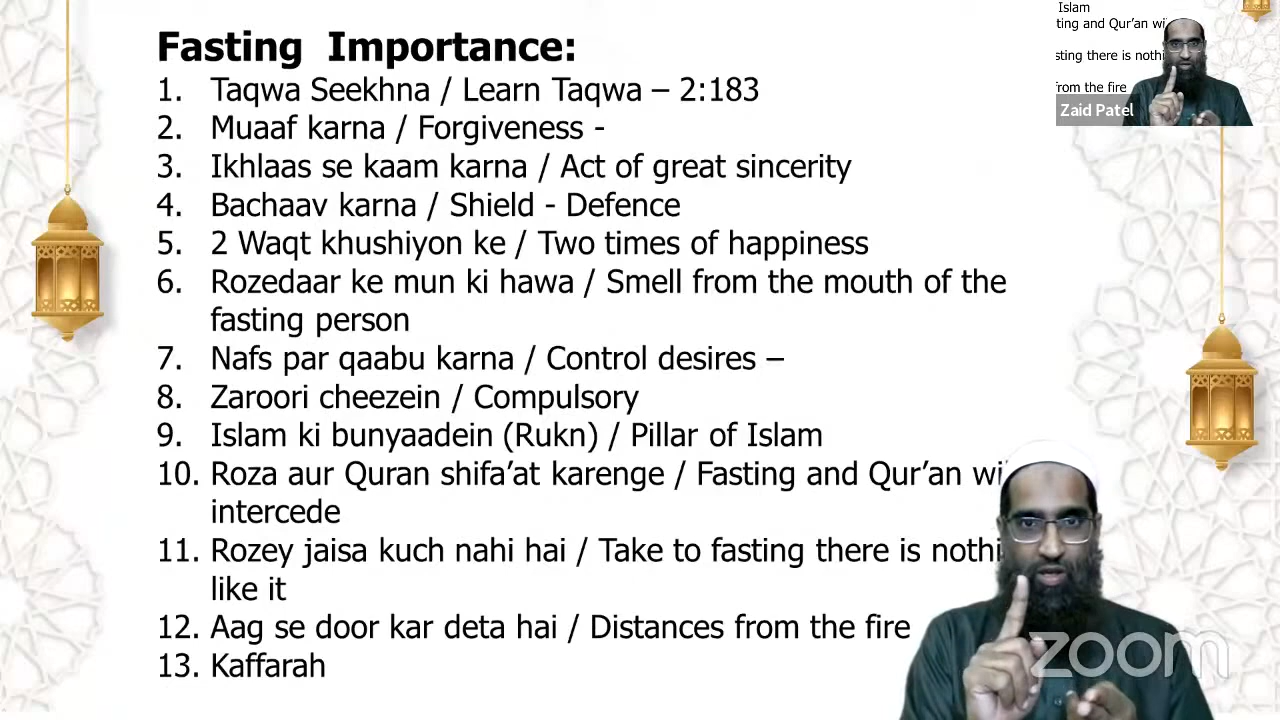 Fasting Importance:
1. Taqwa Seekhna / Learn Taqwa – 2:183
2. Muaaf karna / Forgiveness -
3. Ikhlaas se kaam karna / Act of great sincerity
4. Bachaav karna / Shield - Defence
5. 2 Waqt khushiyon ke / Two times of happiness
6. Rozedaar ke mun ki hawa / Smell from the mouth of the
fasting person
7. Nafs par qaabu karna / Control desires –
8. Zaroori cheezein / Compulsory
9. Islam ki bunyaadein (Rukn) / Pillar of Islam
10. Roza aur Quran shifa’at karenge / Fasting and Qur’an
intercede
11. Rozey jaisa kuch nahi hai / Take to fasting there is
like it
12. Aag se door kar deta hai / Distances from the fire
13. Kaffarah
Islam
and Qur’an
there is
from the fire
Zaid Patel
zoom